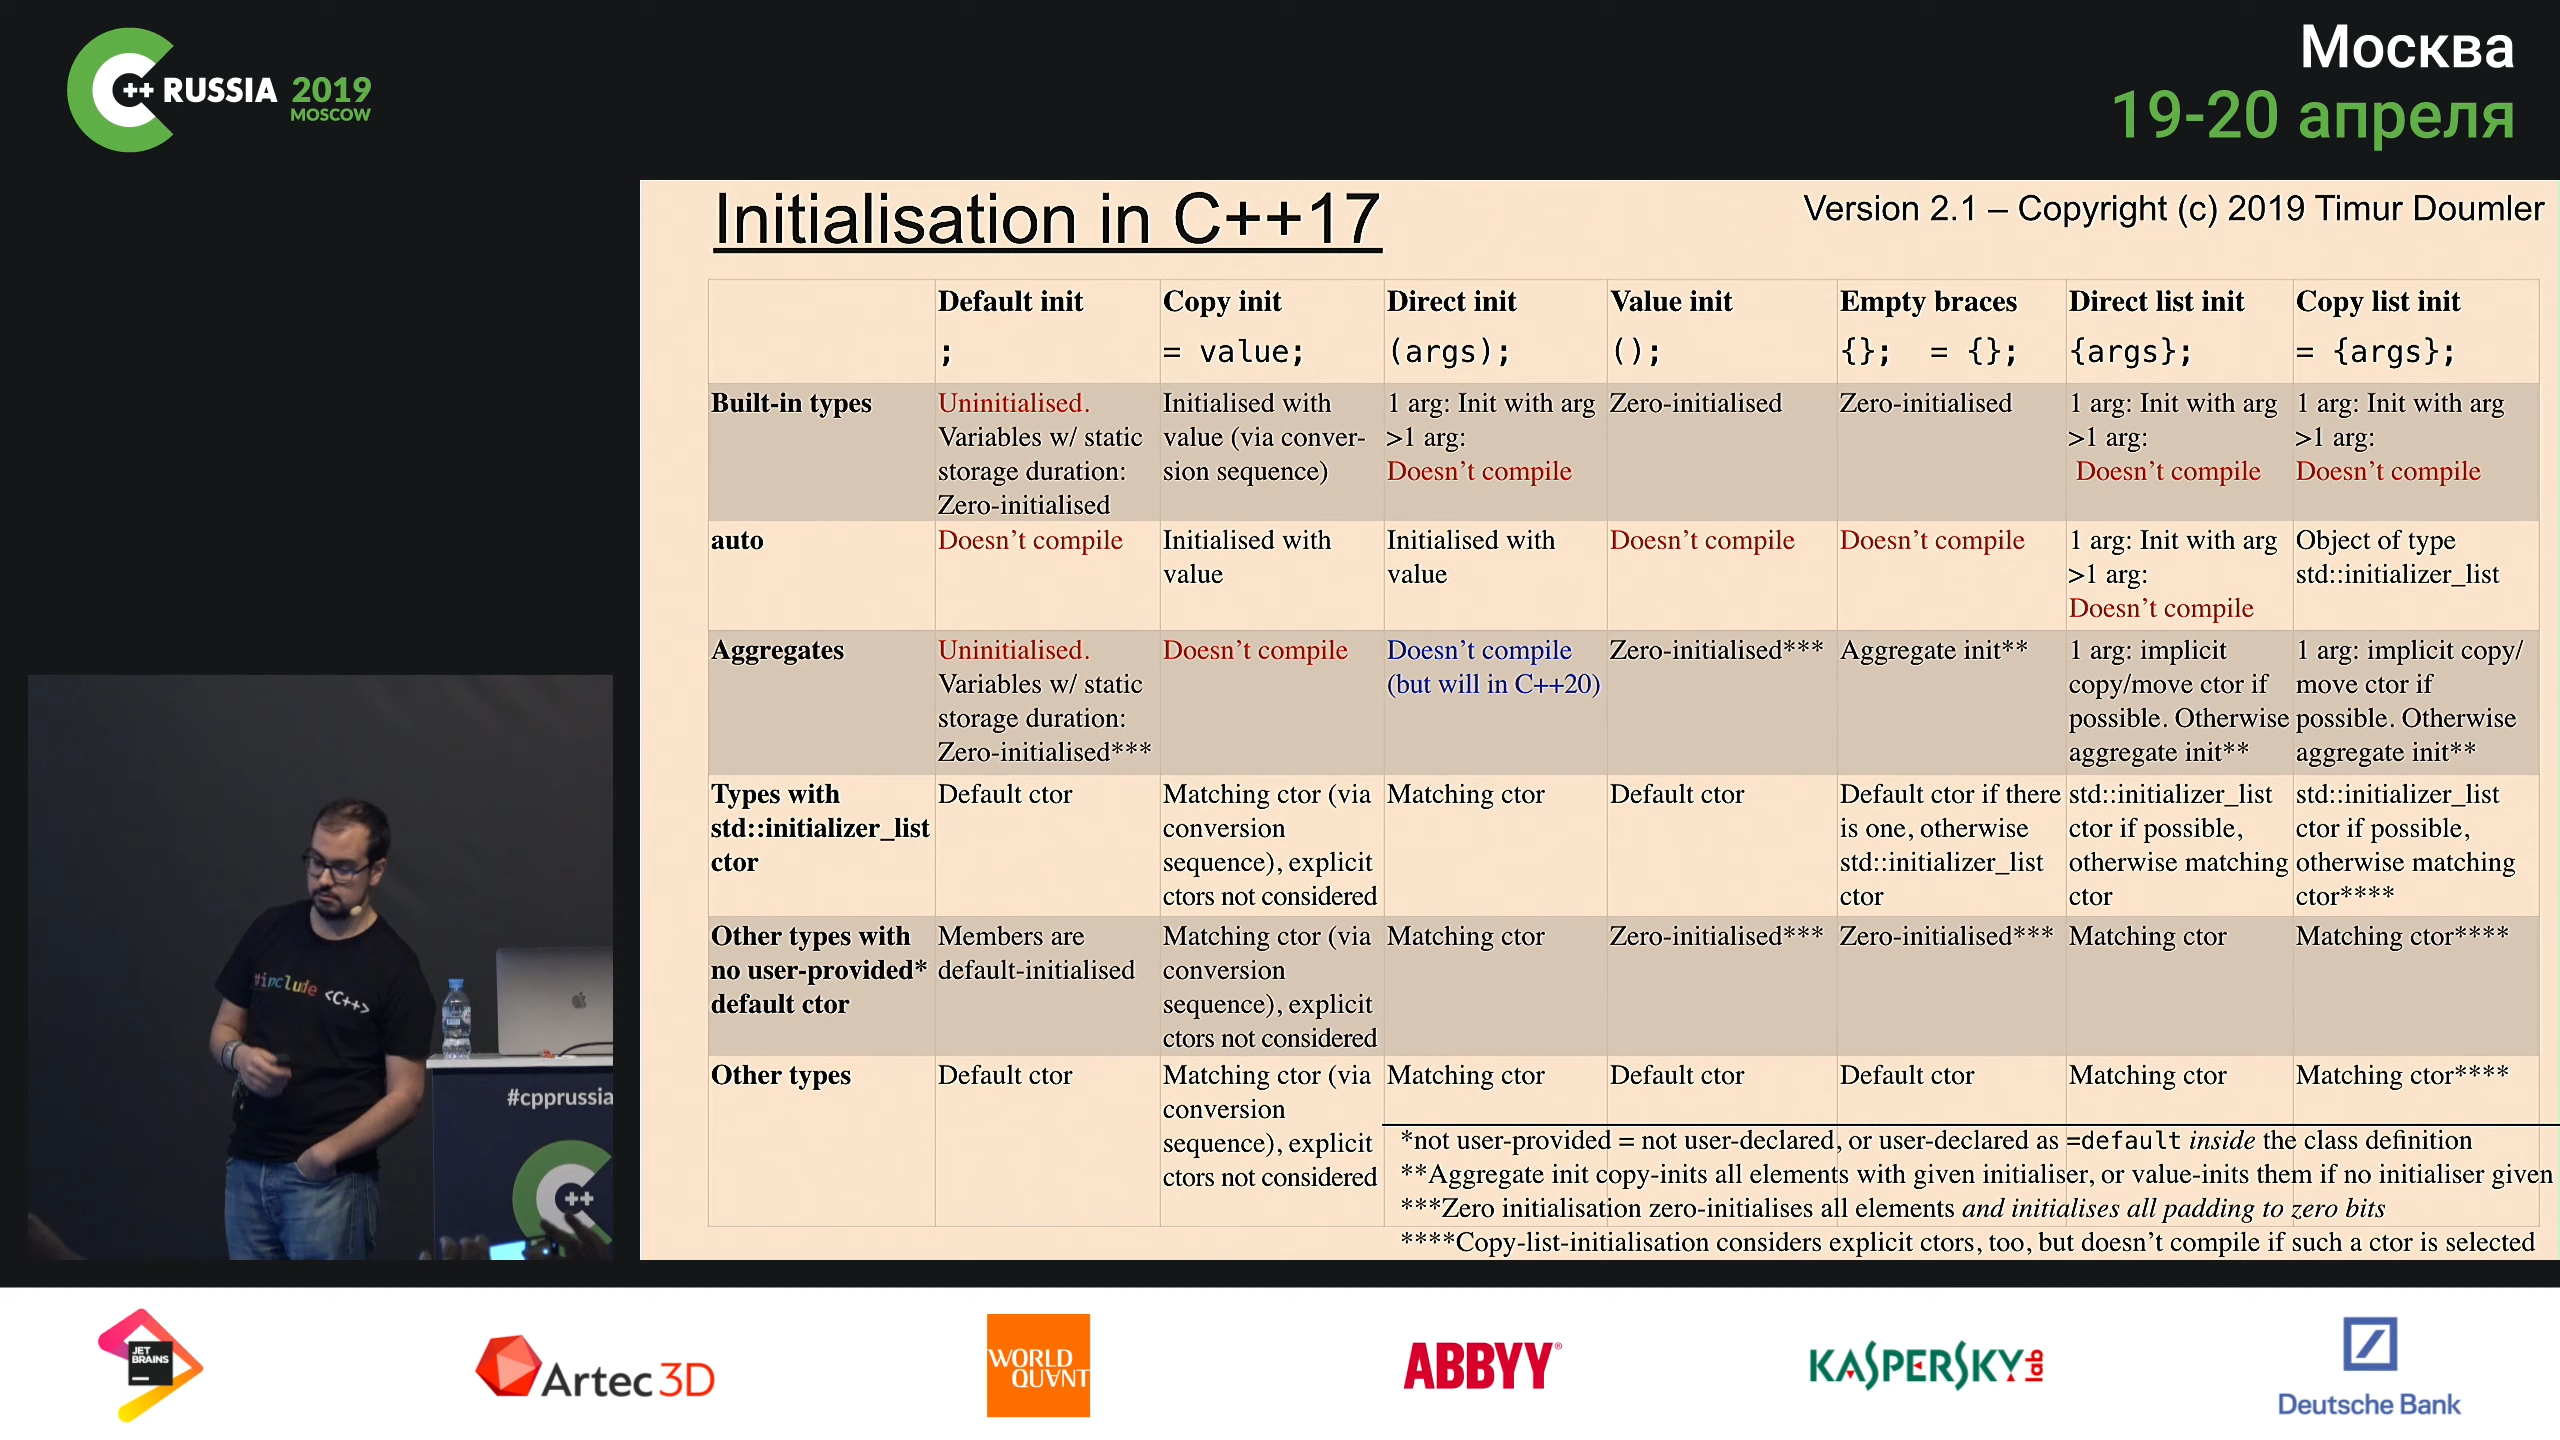 C++ RUSSIA 2019
MOSCOW
Москва
19-20 апреля
Initialisation in C++17
Version 2.1 – Copyright (c) 2019 Timur Doumler
Default init
;
Copy init
= value;
Direct init
(args);
Value init
();
Empty braces
{}; = {};
Direct list init
{args};
Copy list init
= {args};
Built-in types
Uninitialised.
Variables w/ static
storage duration:
Zero-initialised
Initialised with
value (via conver-
sion sequence)
1 arg: Init with arg
>1 arg:
Doesn't compile
Zero-initialised
Zero-initialised
1 arg: Init with arg
>1 arg:
Doesn't compile
1 arg: Init with arg
>1 arg:
Doesn't compile
auto
Doesn't compile
Initialised with
value
Initialised with
value
Doesn't compile
Doesn't compile
1 arg: Init with arg
>1 arg:
Doesn't compile
Object of type
std::initializer_list
Aggregates
Uninitialised.
Variables w/ static
storage duration:
Zero-initialised***
Doesn't compile
Doesn't compile
(but will in C++20)
Zero-initialised***
Aggregate init**
1 arg: implicit
copy/move ctor if
possible. Otherwise
aggregate init**
1 arg: implicit copy/
move ctor if
possible. Otherwise
aggregate init**
Types with
std::initializer_list
ctor
Default ctor
Matching ctor (via
conversion
sequence), explicit
ctors not considered
Matching ctor
Default ctor
Default ctor if there
is one, otherwise
std::initializer_list
ctor
std::initializer_list
ctor if possible,
otherwise matching
ctor
std::initializer_list
ctor if possible,
otherwise matching
ctor****
Other types with
no user-provided*
default ctor
Members are
default-initialised
Matching ctor (via
conversion
sequence), explicit
ctors not considered
Matching ctor
Zero-initialised***
Zero-initialised***
Matching ctor
Matching ctor****
Other types
Default ctor
Matching ctor (via
conversion
sequence), explicit
ctors not considered
Matching ctor
Default ctor
Default ctor
Matching ctor
Matching ctor****
*not user-provided = not user-declared, or user-declared as =default inside the class definition
**Aggregate init copy-inits all elements with given initialiser, or value-inits them if no initialiser given
***Zero initialisation zero-initialises all elements and initialises all padding to zero bits
****Copy-list-initialisation considers explicit ctors, too, but doesn't compile if such a ctor is selected
#include <C++>
#cpprussia
C++
JET
BRAINS
Artec 3D
WORLD
QUANT
ABBYY®
KASPERSKY lab
Deutsche Bank